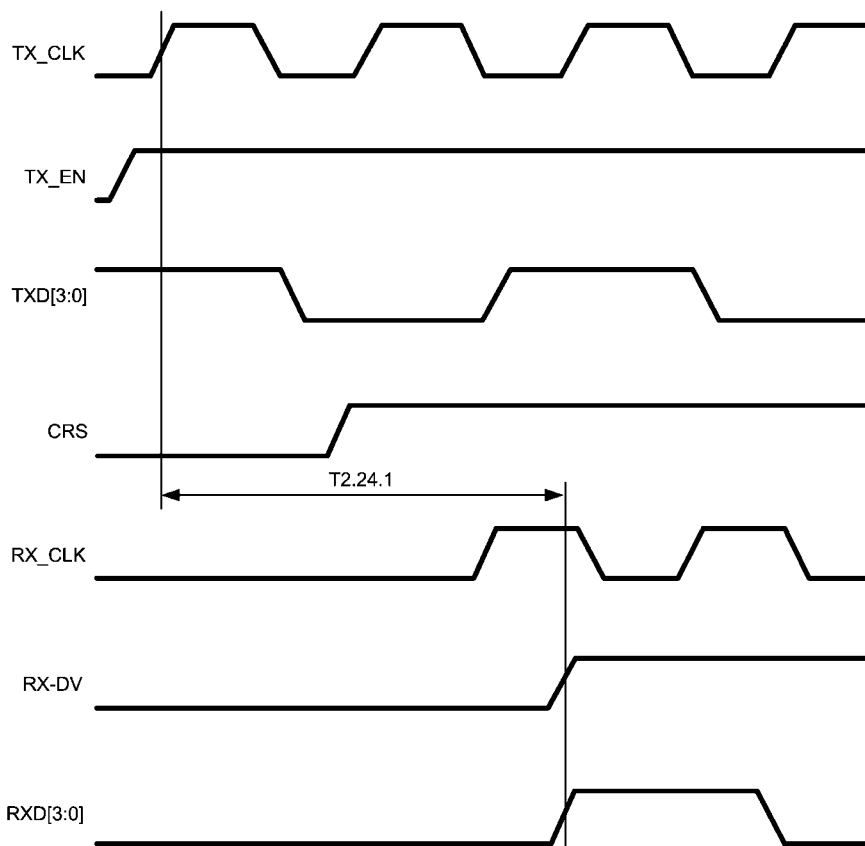 TX_CLK
TX_EN
TXD[3:0]
CRS
T2.24.1
RX_CLK
RX-DV
RXD[3:0]